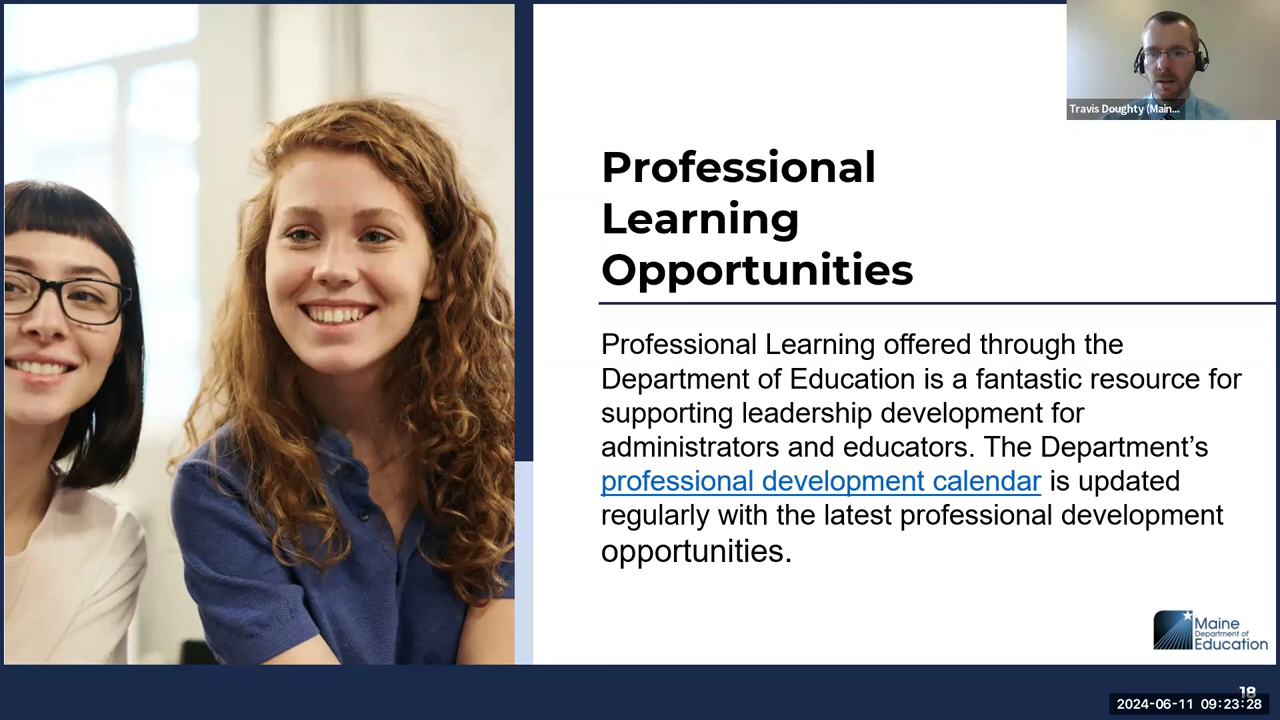 Travis Doughty (Main...
Professional
Learning
Opportunities
Professional Learning offered through the
Department of Education is a fantastic resource for
supporting leadership development for
administrators and educators. The Department’s
professional development calendar is updated
regularly with the latest professional development
opportunities.
Maine
Department of
Education
18
2024-06-11 09:23:28